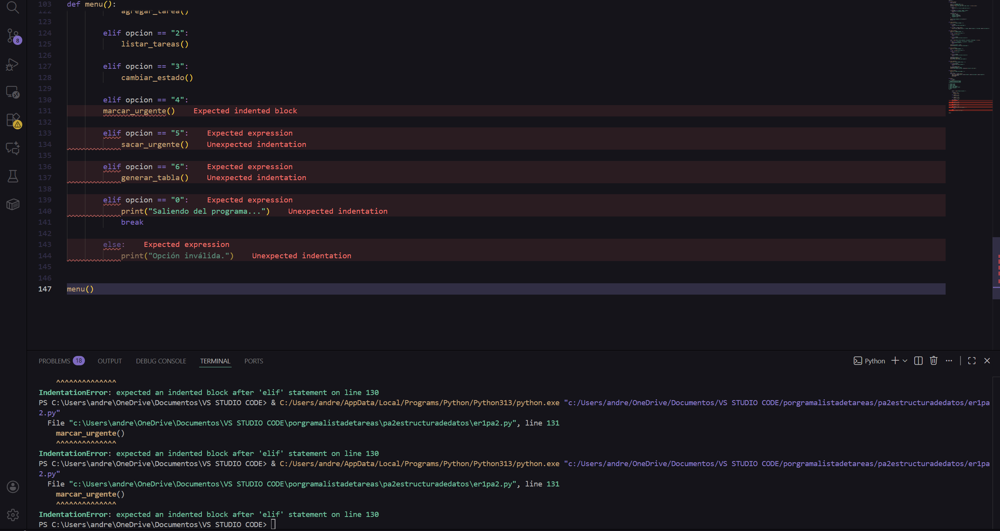 103 def menu():
122 agregar_tarea()
123
124 elif opcion == "2":
125 listar_tareas()
126
127 elif opcion == "3":
128 cambiar_estado()
129
130 elif opcion == "4":
131 marcar_urgente() Expected indented block
132
133 elif opcion == "5": Expected expression
134 sacar_urgente() Unexpected indentation
135
136 elif opcion == "6": Expected expression
137 generar_tabla() Unexpected indentation
138
139 elif opcion == "0": Expected expression
140 print("Saliendo del programa...") Unexpected indentation
141 break
142
143 else: Expected expression
144 print("Opción inválida.") Unexpected indentation
145
146
147 menu()
8
PROBLEMS 18 OUTPUT DEBUG CONSOLE TERMINAL PORTS Python
^^^^^^^^^^^^^^
IndentationError: expected an indented block after 'elif' statement on line 130
PS C:\Users\andre\OneDrive\Documentos\VS STUDIO CODE> & C:/Users/andre/AppData/Local/Programs/Python/Python313/python.exe "c:/Users/andre/OneDrive/Documentos/VS STUDIO CODE/porgramalistadetareas/pa2estructuradedatos/er1pa
2.py"
File "c:\Users\andre\OneDrive\Documentos\VS STUDIO CODE\porgramalistadetareas\pa2estructuradedatos\er1pa2.py", line 131
marcar_urgente()
^^^^^^^^^^^^^^
IndentationError: expected an indented block after 'elif' statement on line 130
PS C:\Users\andre\OneDrive\Documentos\VS STUDIO CODE> & C:/Users/andre/AppData/Local/Programs/Python/Python313/python.exe "c:/Users/andre/OneDrive/Documentos/VS STUDIO CODE/porgramalistadetareas/pa2estructuradedatos/er1pa
2.py"
File "c:\Users\andre\OneDrive\Documentos\VS STUDIO CODE\porgramalistadetareas\pa2estructuradedatos\er1pa2.py", line 131
marcar_urgente()
^^^^^^^^^^^^^^
IndentationError: expected an indented block after 'elif' statement on line 130
PS C:\Users\andre\OneDrive\Documentos\VS STUDIO CODE>